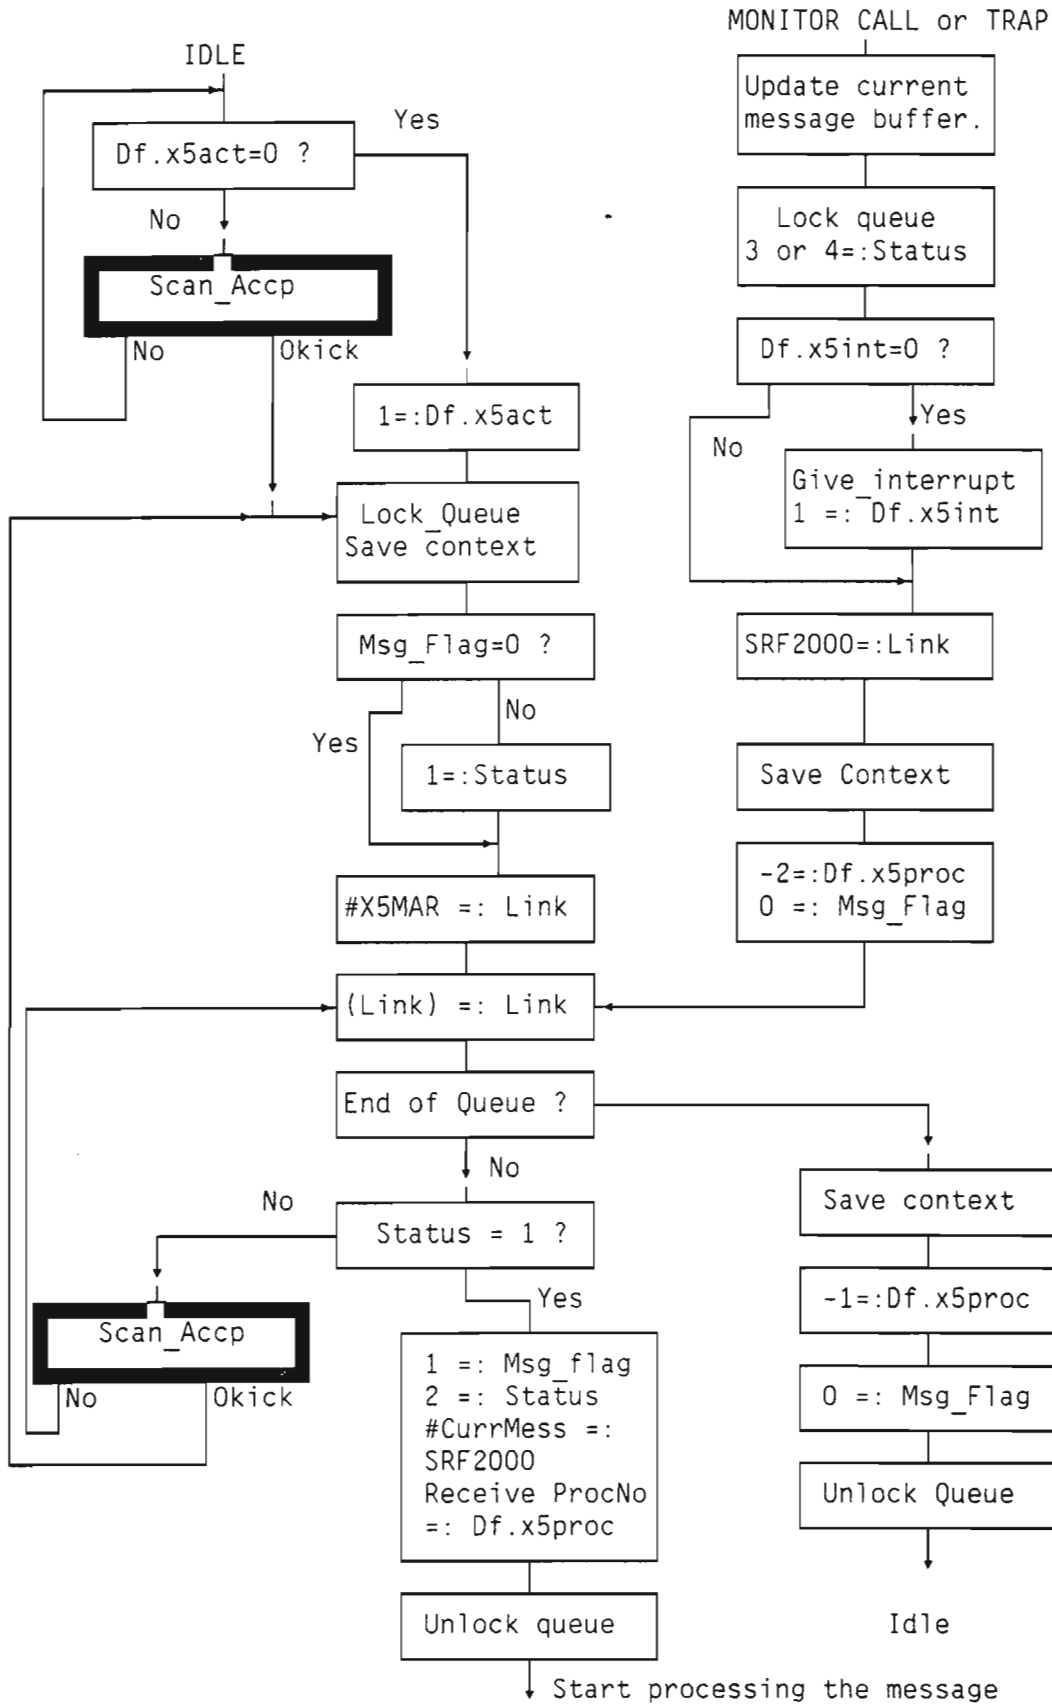 IDLE
Df.x5act=0 ?
Yes
No
Scan_Accp
No
Okick
1=:Df.x5act
Lock_Queue
Save context
Msg_Flag=0 ?
No
Yes
1=:Status
#X5MAR =: Link
(Link) =: Link
End of Queue ?
No
No
Status = 1 ?
Yes
Scan_Accp
No
Okick
1 =: Msg_flag
2 =: Status
#CurrMess =:
SRF2000
Receive ProcNo
=: Df.x5proc
Unlock queue
Start processing the message
MONITOR CALL or TRAP
Update current
message buffer.
Lock queue
3 or 4=:Status
Df.x5int=0 ?
Yes
No
Give_interrupt
1 =: Df.x5int
SRF2000=:Link
Save Context
-2=:Df.x5proc
0 =: Msg_Flag
Save context
-1=:Df.x5proc
0 =: Msg_Flag
Unlock Queue
Idle